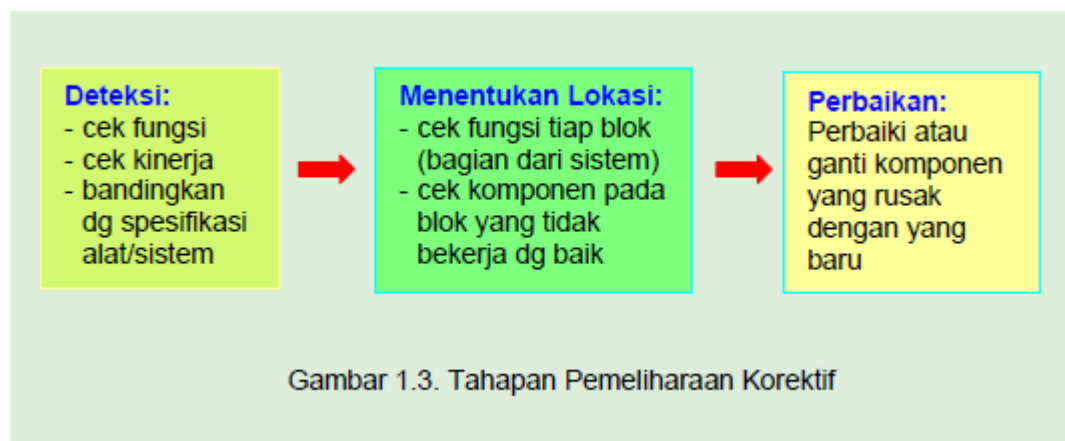 Deteksi:
- cek fungsi
- cek kinerja
- bandingkan
dg spesifikasi
alat/sistem
Menentukan Lokasi:
- cek fungsi tiap blok
(bagian dari sistem)
- cek komponen pada
blok yang tidak
bekerja dg baik
Perbaikan:
Perbaiki atau
ganti komponen
yang rusak
dengan yang
baru
Gambar 1.3. Tahapan Pemeliharaan Korektif